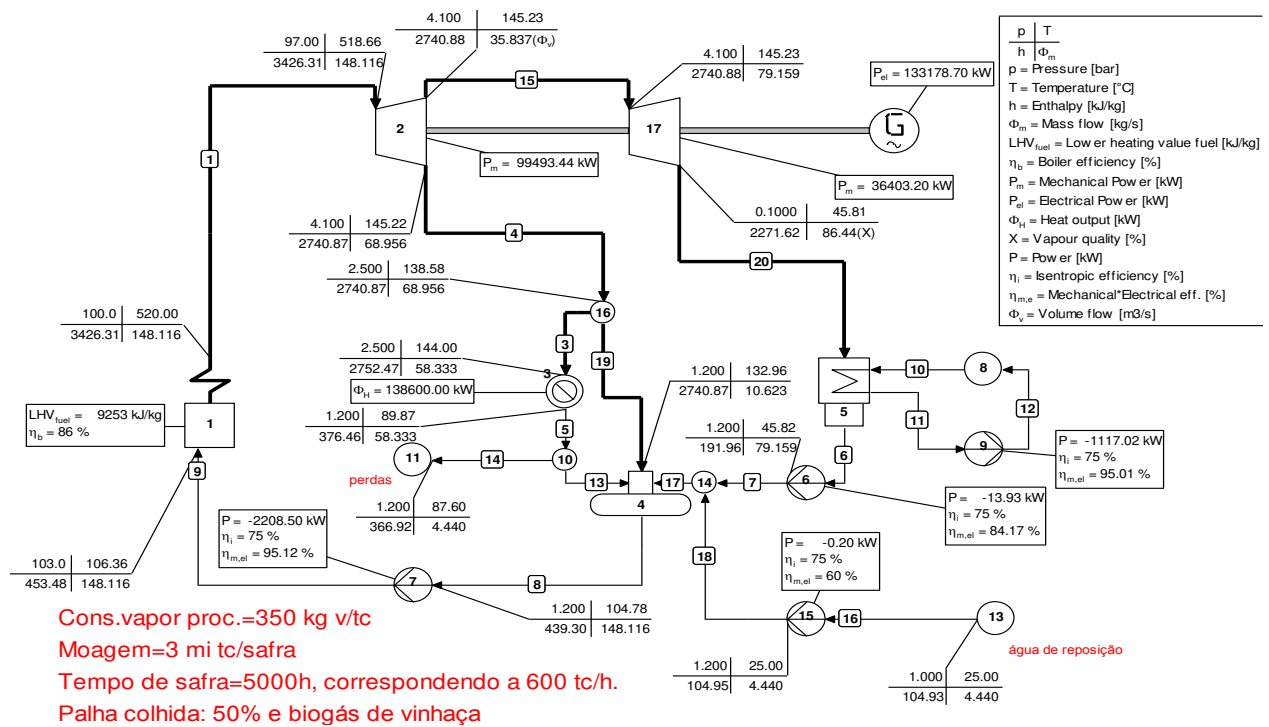 4.100 145.23
2740.88 35.837(Φv)
97.00 518.66
3426.31 148.116
15
4.100 145.23
2740.88 79.159
Pel = 133178.70 kW
p T
h Φm
p = Pressure [bar]
T = Temperature [°C]
h = Enthalpy [kJ/kg]
Φm = Mass flow [kg/s]
LHVfuel = Lower heating value fuel [kJ/kg]
ηb = Boiler efficiency [%]
Pm = Mechanical Power [kW]
Pel = Electrical Power [kW]
ΦH = Heat output [kW]
X = Vapour quality [%]
P = Power [kW]
ηi = Isentropic efficiency [%]
ηm,e = Mechanical*Electrical eff. [%]
Φv = Volume flow [m3/s]
2
17
G
~
1
Pm = 99493.44 kW
Pm = 36403.20 kW
4.100 145.22
2740.87 68.956
4
0.1000 45.81
2271.62 86.44(X)
20
2.500 138.58
2740.87 68.956
16
100.0 520.00
3426.31 148.116
3
19
2.500 144.00
2752.47 58.333
3
ΦH = 138600.00 kW
1.200 132.96
2740.87 10.623
10
8
5
11
12
9
LHVfuel = 9253 kJ/kg
ηb = 86 %
1
1.200 89.87
376.46 58.333
5
1.200 45.82
191.96 79.159
6
P = -1117.02 kW
ηi = 75 %
ηm,el = 95.01 %
9
11
14
10
perdas
13
17
14
7
6
4
P = -13.93 kW
ηi = 75 %
ηm,el = 84.17 %
1.200 87.60
366.92 4.440
P = -2208.50 kW
ηi = 75 %
ηm,el = 95.12 %
18
P = -0.20 kW
ηi = 75 %
ηm,el = 60 %
103.0 106.36
453.48 148.116
7
8
1.200 104.78
439.30 148.116
15
16
13
água de reposição
1.200 25.00
104.95 4.440
1.000 25.00
104.93 4.440
Cons.vapor proc.=350 kg v/tc
Moagem=3 mi tc/safra
Tempo de safra=5000h, correspondendo a 600 tc/h.
Palha colhida: 50% e biogás de vinhaça